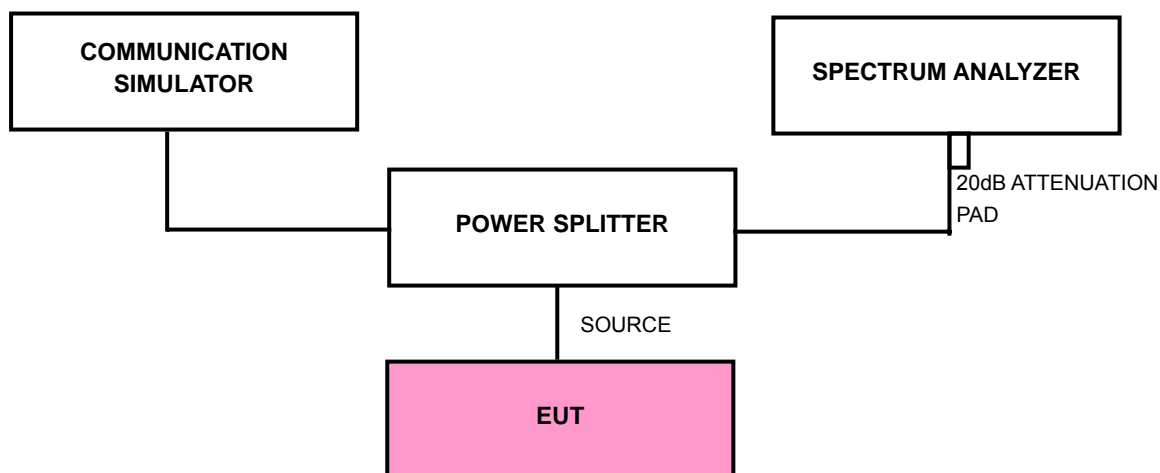 COMMUNICATION
SIMULATOR
SPECTRUM ANALYZER
20dB ATTENUATION
PAD
POWER SPLITTER
SOURCE
EUT